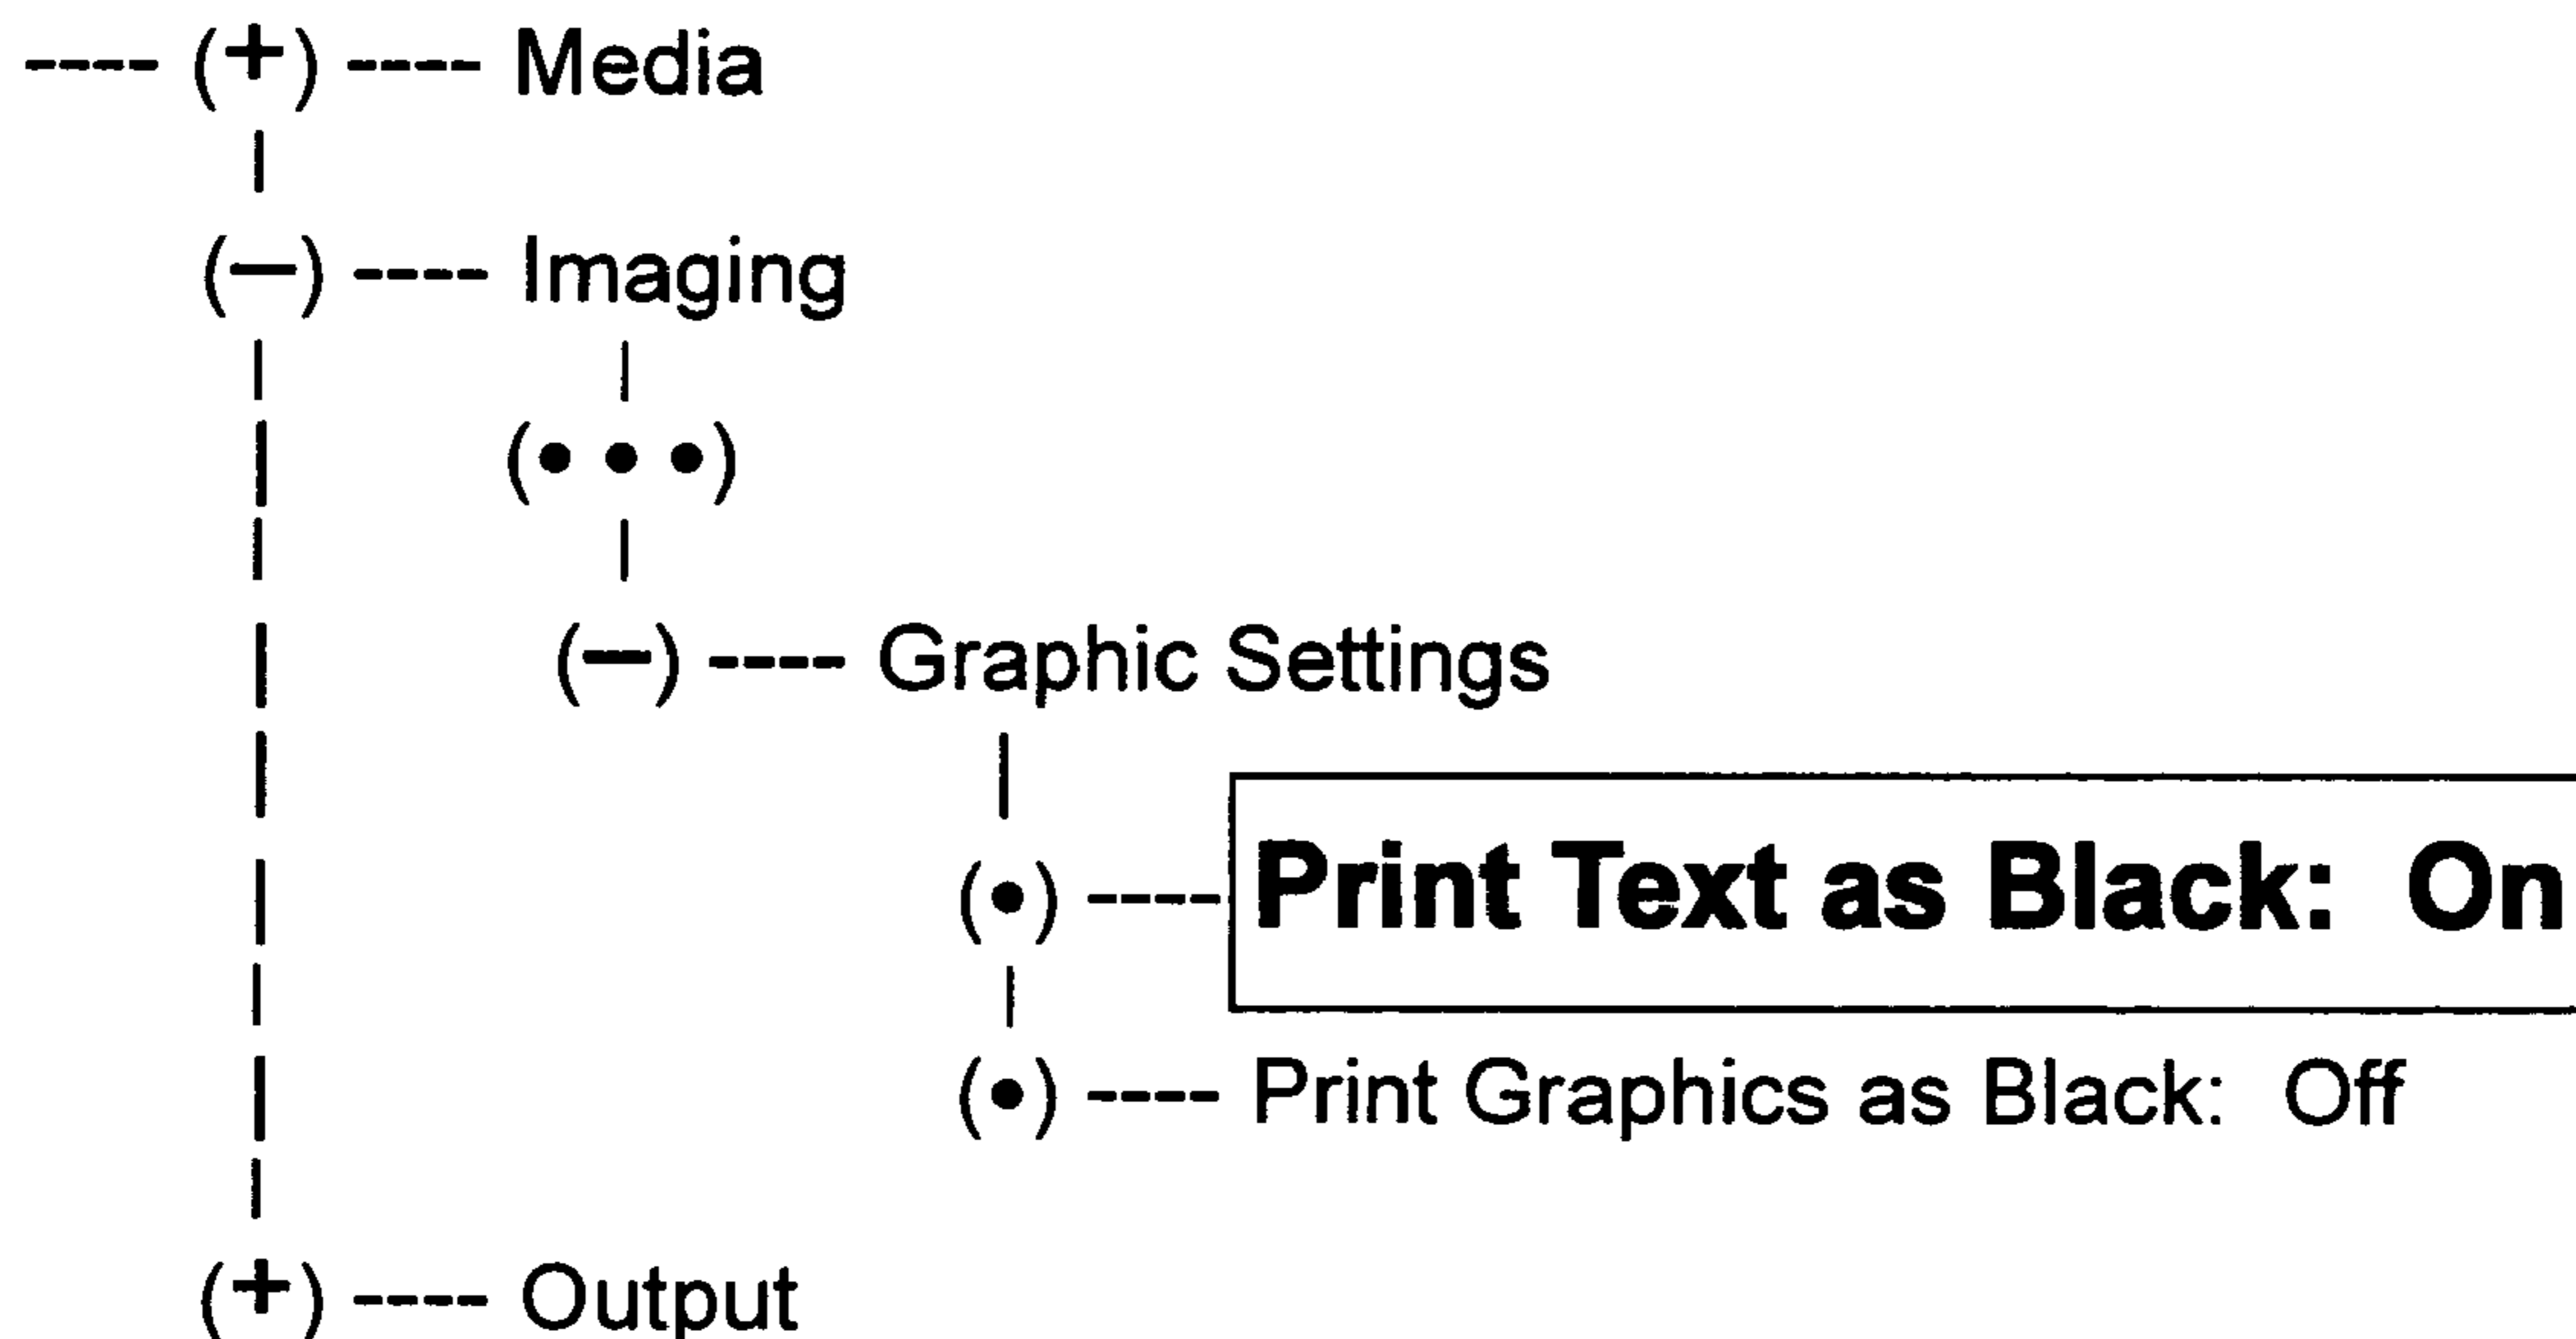 ---- (+) ---- Media
(−) ---- Imaging
(• • •)
(−) ---- Graphic Settings
(•) ---- Print Text as Black: On
(•) ---- Print Graphics as Black: Off
(+) ---- Output